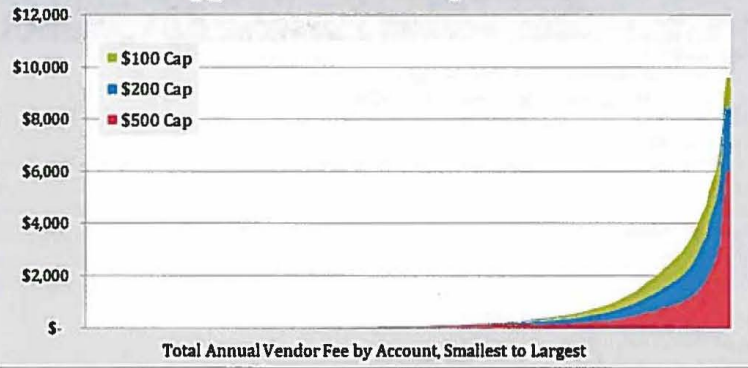 $12,000
$10,000
$8,000
$6,000
$4,000
$2,000
$-
$100 Cap
$200 Cap
$500 Cap
Total Annual Vendor Fee by Account, Smallest to Largest